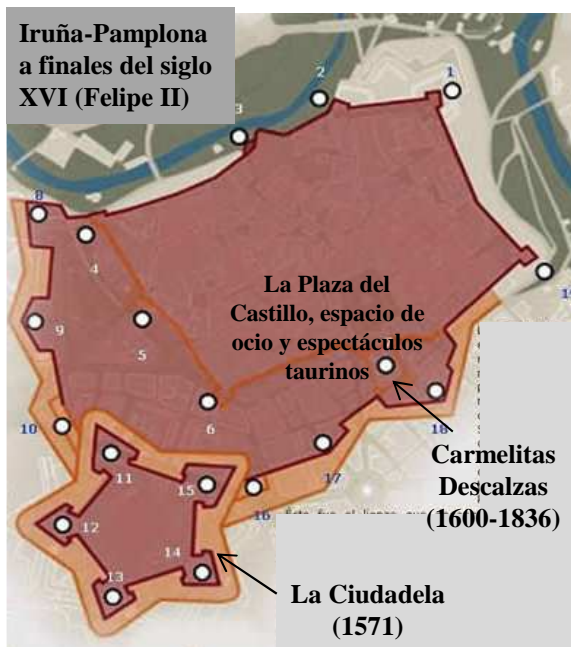 Iruña-Pamplona
a finales del siglo
XVI (Felipe II)
1
2
3
8
4
9
5
La Plaza del
Castillo, espacio de
ocio y espectáculos
taurinos
6
10
11
18
17
Carmelitas
Descalzas
(1600-1836)
15
16
12
14
13
La Ciudadela
(1571)